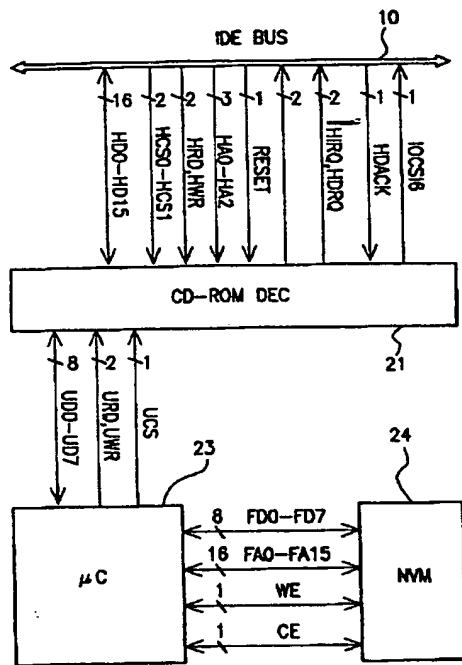 10
IDE BUS
16
2
2
3
1
2
2
1
1
HD0-HD15
HCS0-HCS1
HRD,HWR
HA0-HA2
RESET
HIRQ,HDRQ
HDACK
IOCS16
CD-ROM DEC
21
8
2
1
UD0-UD7
URD,UWR
UCS
23
24
μC
8 FD0-FD7
16 FA0-FA15
1 WE
1 CE
NVM